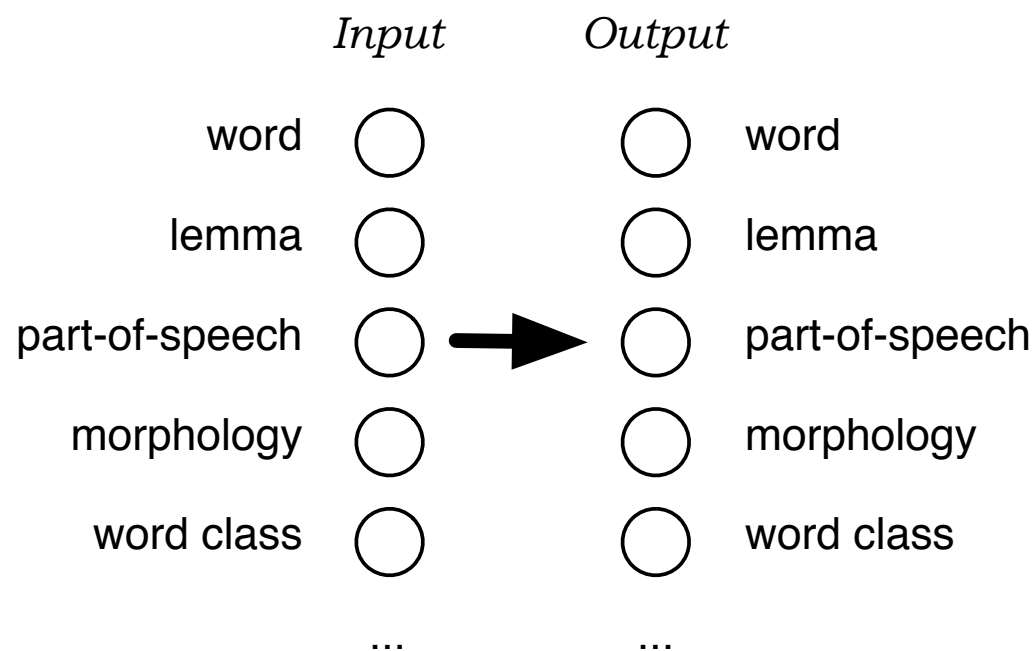 Input Output
word word
lemma lemma
part-of-speech part-of-speech
morphology morphology
word class word class
... ...